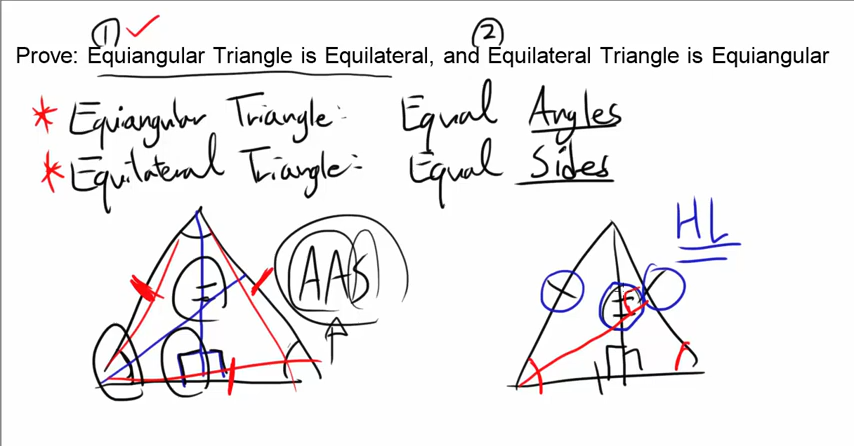 ① ②
Prove: Equiangular Triangle is Equilateral, and Equilateral Triangle is Equiangular
* Equiangular Triangle: Equal Angles
* Equilateral Triangle: Equal Sides
HL
AAS